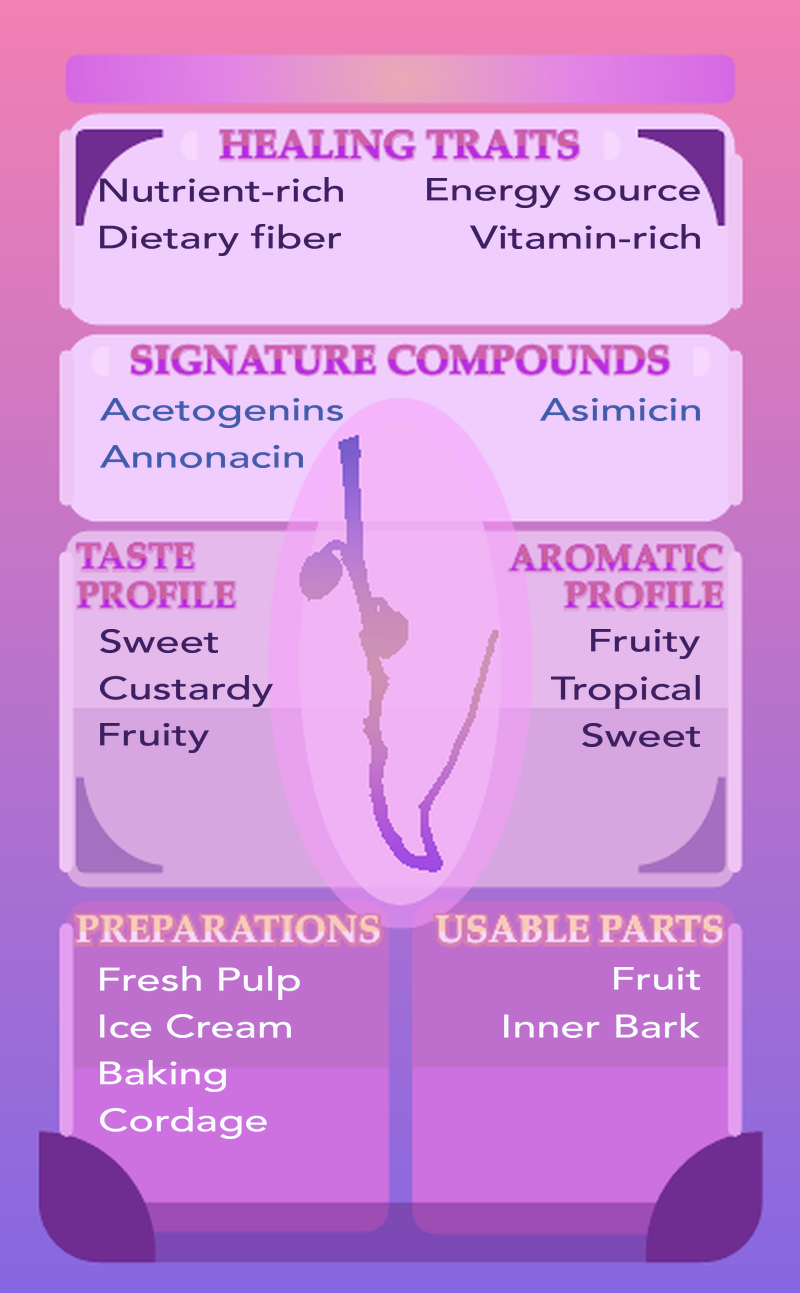 HEALING TRAITS
Nutrient-rich
Energy source
Dietary fiber
Vitamin-rich
SIGNATURE COMPOUNDS
Acetogenins
Asimicin
Annonacin
TASTE
PROFILE
Sweet
Custardy
Fruity
AROMATIC
PROFILE
Fruity
Tropical
Sweet
PREPARATIONS
Fresh Pulp
Ice Cream
Baking
Cordage
USABLE PARTS
Fruit
Inner Bark